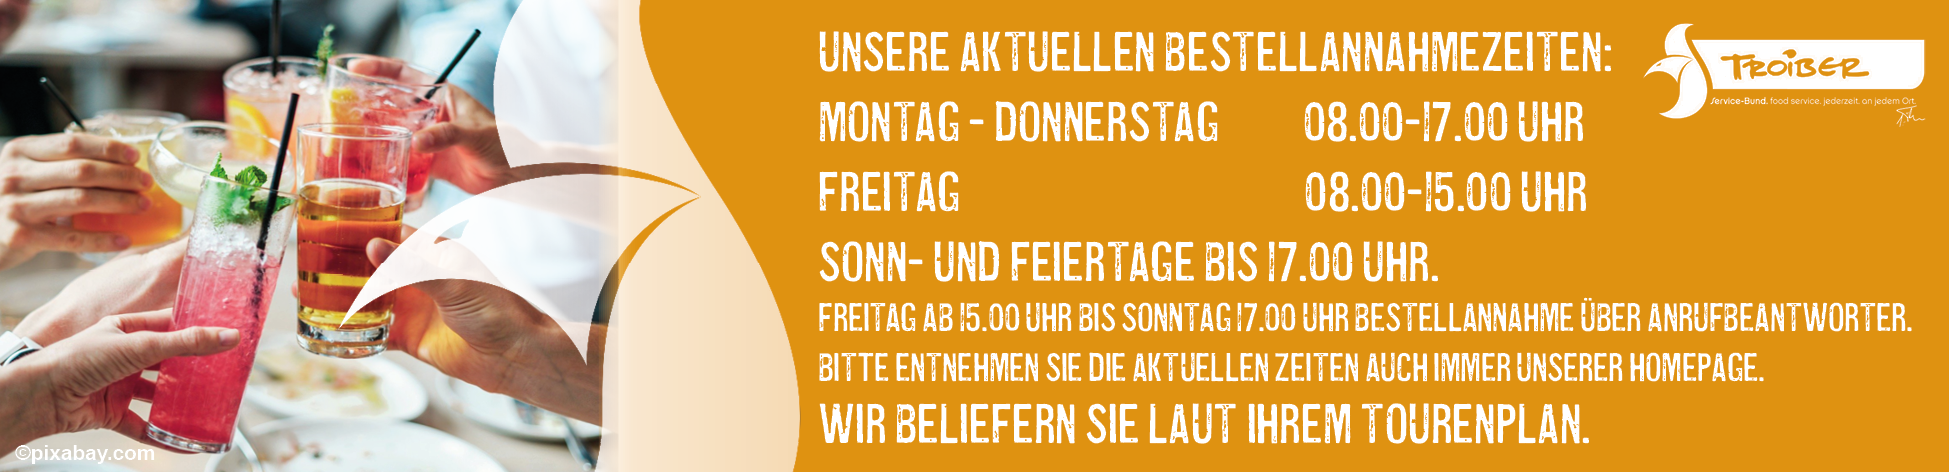 UNSERE AKTUELLEN BESTELLANNAHMEZEITEN:
TROIBER
Service-Bund. food service. jederzeit. an jedem Ort.
MONTAG - DONNERSTAG 08.00-17.00 UHR
FREITAG 08.00-15.00 UHR
SONN- UND FEIERTAGE BIS 17.00 UHR.
FREITAG AB 15.00 UHR BIS SONNTAG 17.00 UHR BESTELLANNAHME ÜBER ANRUFBEANTWORTER.
BITTE ENTNEHMEN SIE DIE AKTUELLEN ZEITEN AUCH IMMER UNSERER HOMEPAGE.
WIR BELIEFERN SIE LAUT IHREM TOURENPLAN.
©pixabay.com